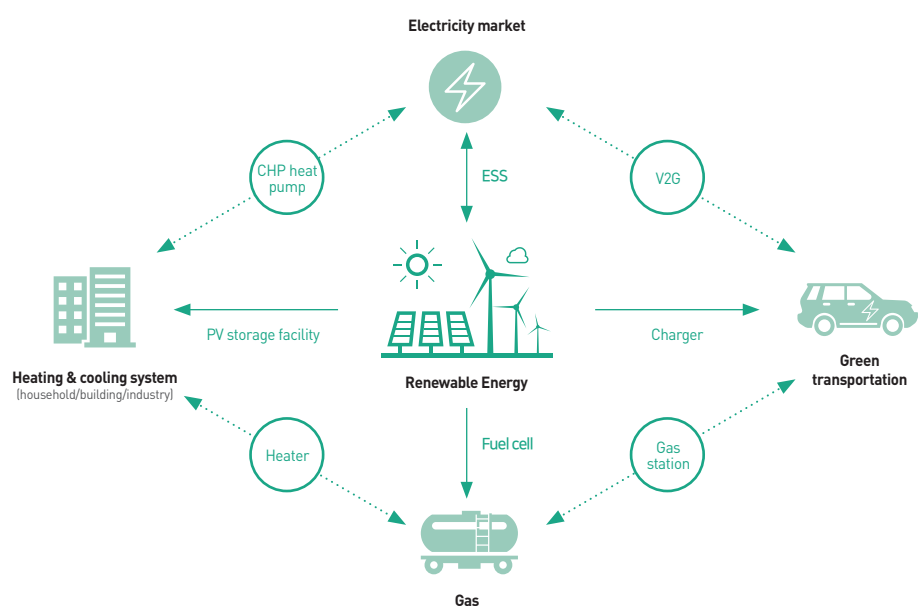 Electricity market
CHP heat
pump
ESS
V2G
PV storage facility
Charger
Heating & cooling system
(household/building/industry)
Renewable Energy
Green
transportation
Fuel cell
Heater
Gas
station
Gas